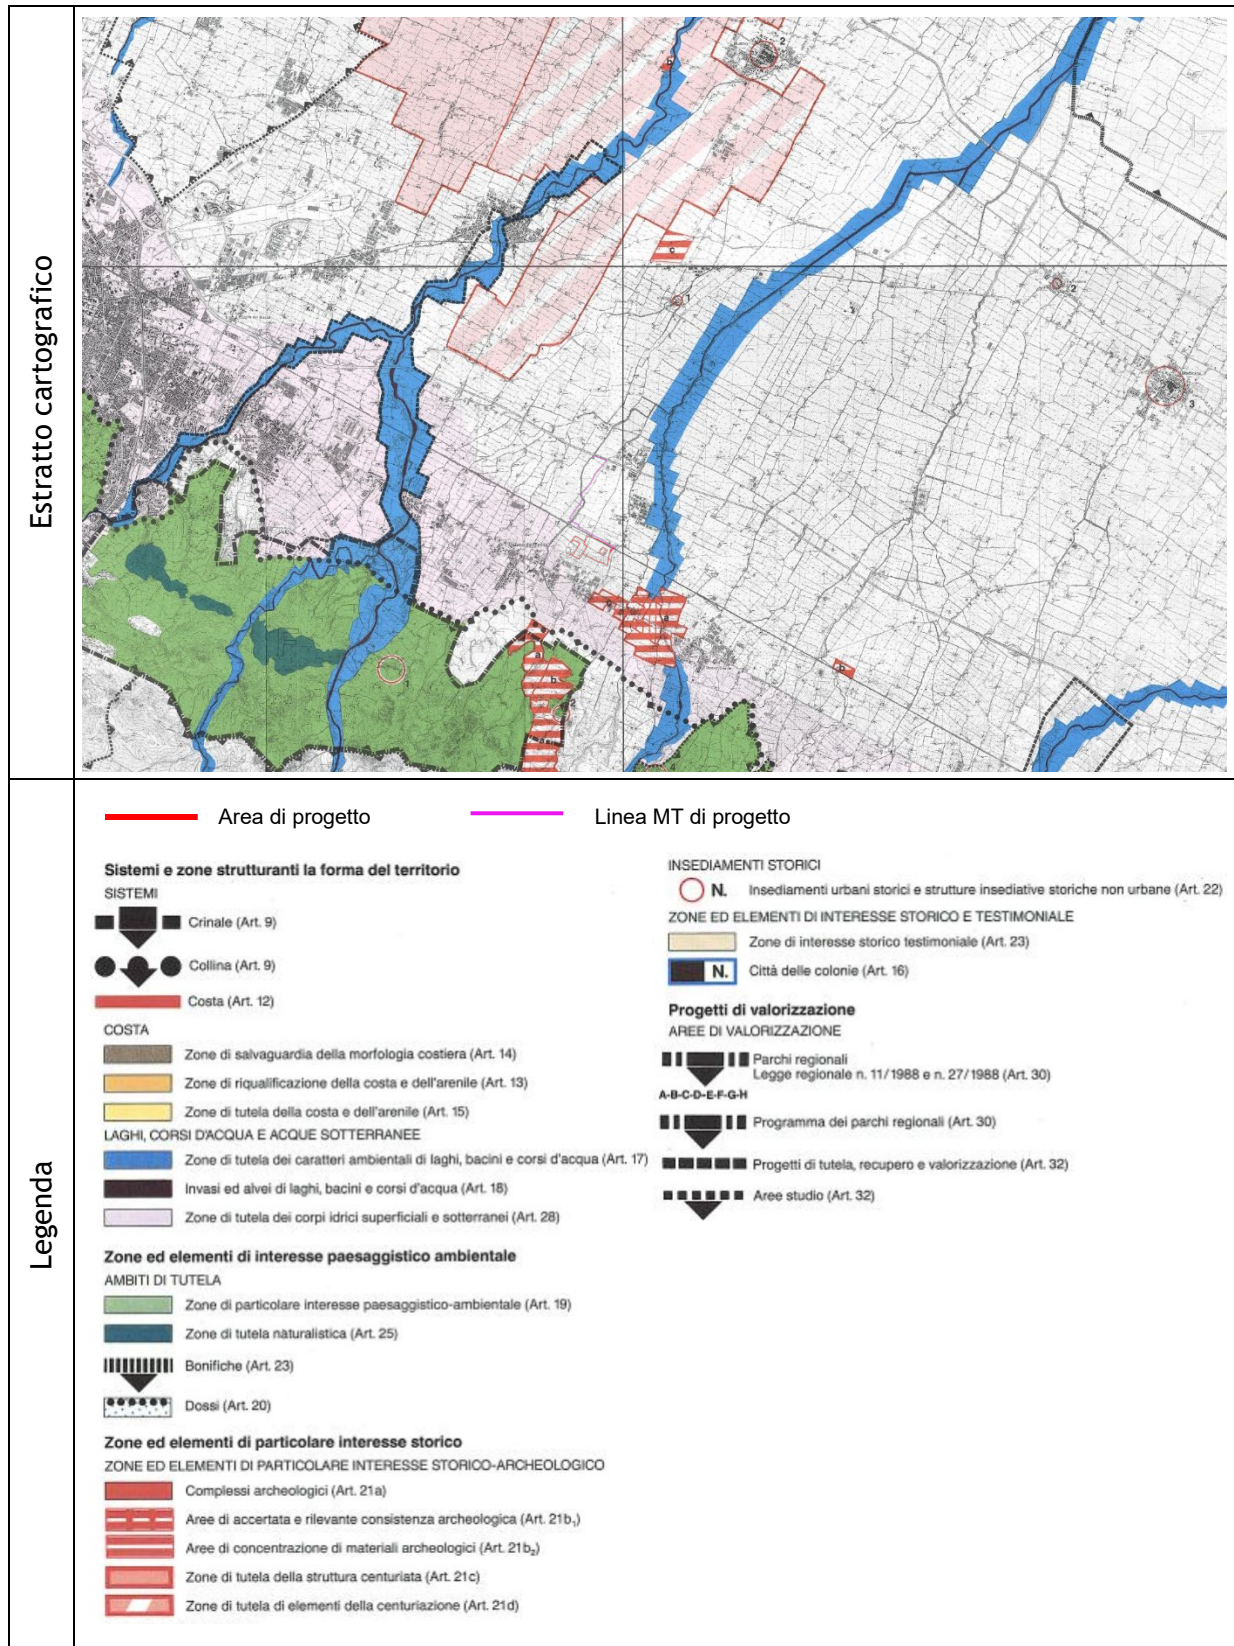 Estratto cartografico
2
b
c
1
2
3
1
a
b
2
a
a
b
Legenda
Area di progetto
Linea MT di progetto
Sistemi e zone strutturanti la forma del territorio
SISTEMI
Crinale (Art. 9)
Collina (Art. 9)
Costa (Art. 12)
COSTA
Zone di salvaguardia della morfologia costiera (Art. 14)
Zone di riqualificazione della costa e dell'arenile (Art. 13)
Zone di tutela della costa e dell'arenile (Art. 15)
LAGHI, CORSI D'ACQUA E ACQUE SOTTERRANEE
Zone di tutela dei caratteri ambientali di laghi, bacini e corsi d'acqua (Art. 17)
Invasi ed alvei di laghi, bacini e corsi d'acqua (Art. 18)
Zone di tutela dei corpi idrici superficiali e sotterranei (Art. 28)
Zone ed elementi di interesse paesaggistico ambientale
AMBITI DI TUTELA
Zone di particolare interesse paesaggistico-ambientale (Art. 19)
Zone di tutela naturalistica (Art. 25)
Bonifiche (Art. 23)
Dossi (Art. 20)
Zone ed elementi di particolare interesse storico
ZONE ED ELEMENTI DI PARTICOLARE INTERESSE STORICO-ARCHEOLOGICO
Complessi archeologici (Art. 21a)
Aree di accertata e rilevante consistenza archeologica (Art. 21b₁)
Aree di concentrazione di materiali archeologici (Art. 21b₂)
Zone di tutela della struttura centuriata (Art. 21c)
Zone di tutela di elementi della centuriazione (Art. 21d)
INSEDIAMENTI STORICI
N. Insediamenti urbani storici e strutture insediative storiche non urbane (Art. 22)
ZONE ED ELEMENTI DI INTERESSE STORICO E TESTIMONIALE
Zone di interesse storico testimoniale (Art. 23)
N. Città delle colonie (Art. 16)
Progetti di valorizzazione
AREE DI VALORIZZAZIONE
Parchi regionali
Legge regionale n. 11/1988 e n. 27/1988 (Art. 30)
A-B-C-D-E-F-G-H
Programma dei parchi regionali (Art. 30)
Progetti di tutela, recupero e valorizzazione (Art. 32)
Aree studio (Art. 32)